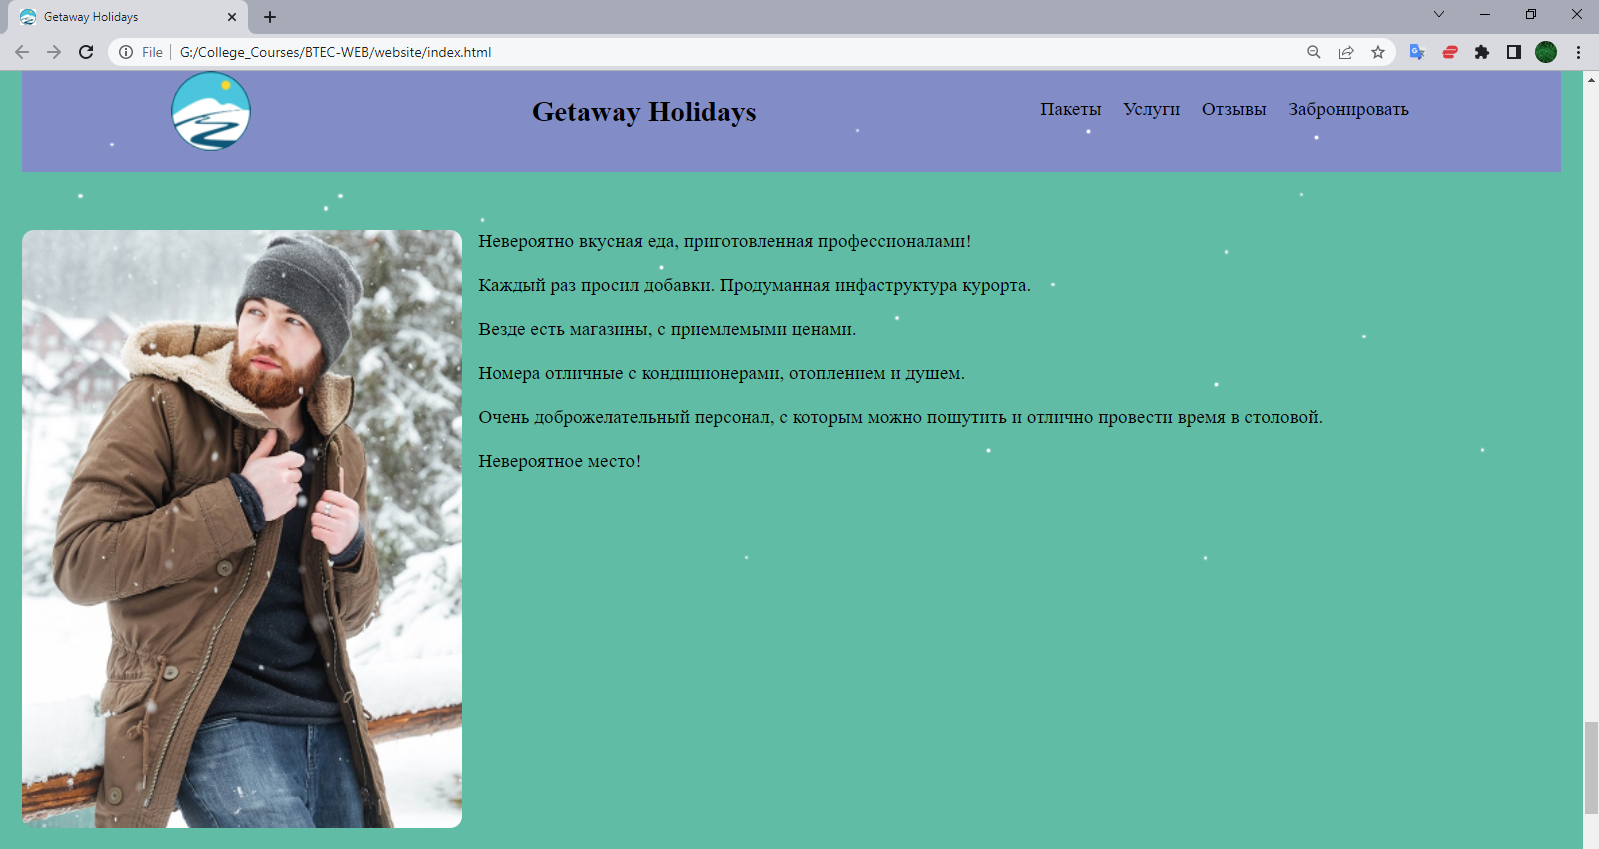 Getaway Holidays
File
G:/College_Courses/BTEC-WEB/website/index.html
Getaway Holidays
Пакеты Услуги Отзывы Забронировать
Невероятно вкусная еда, приготовленная профессионалами!
Каждый раз просил добавки. Продуманная инфаструктура курорта.
Везде есть магазины, с приемлемыми ценами.
Номера отличные с кондиционерами, отоплением и душем.
Очень доброжелательный персонал, с которым можно пошутить и отлично провести время в столовой.
Невероятное место!